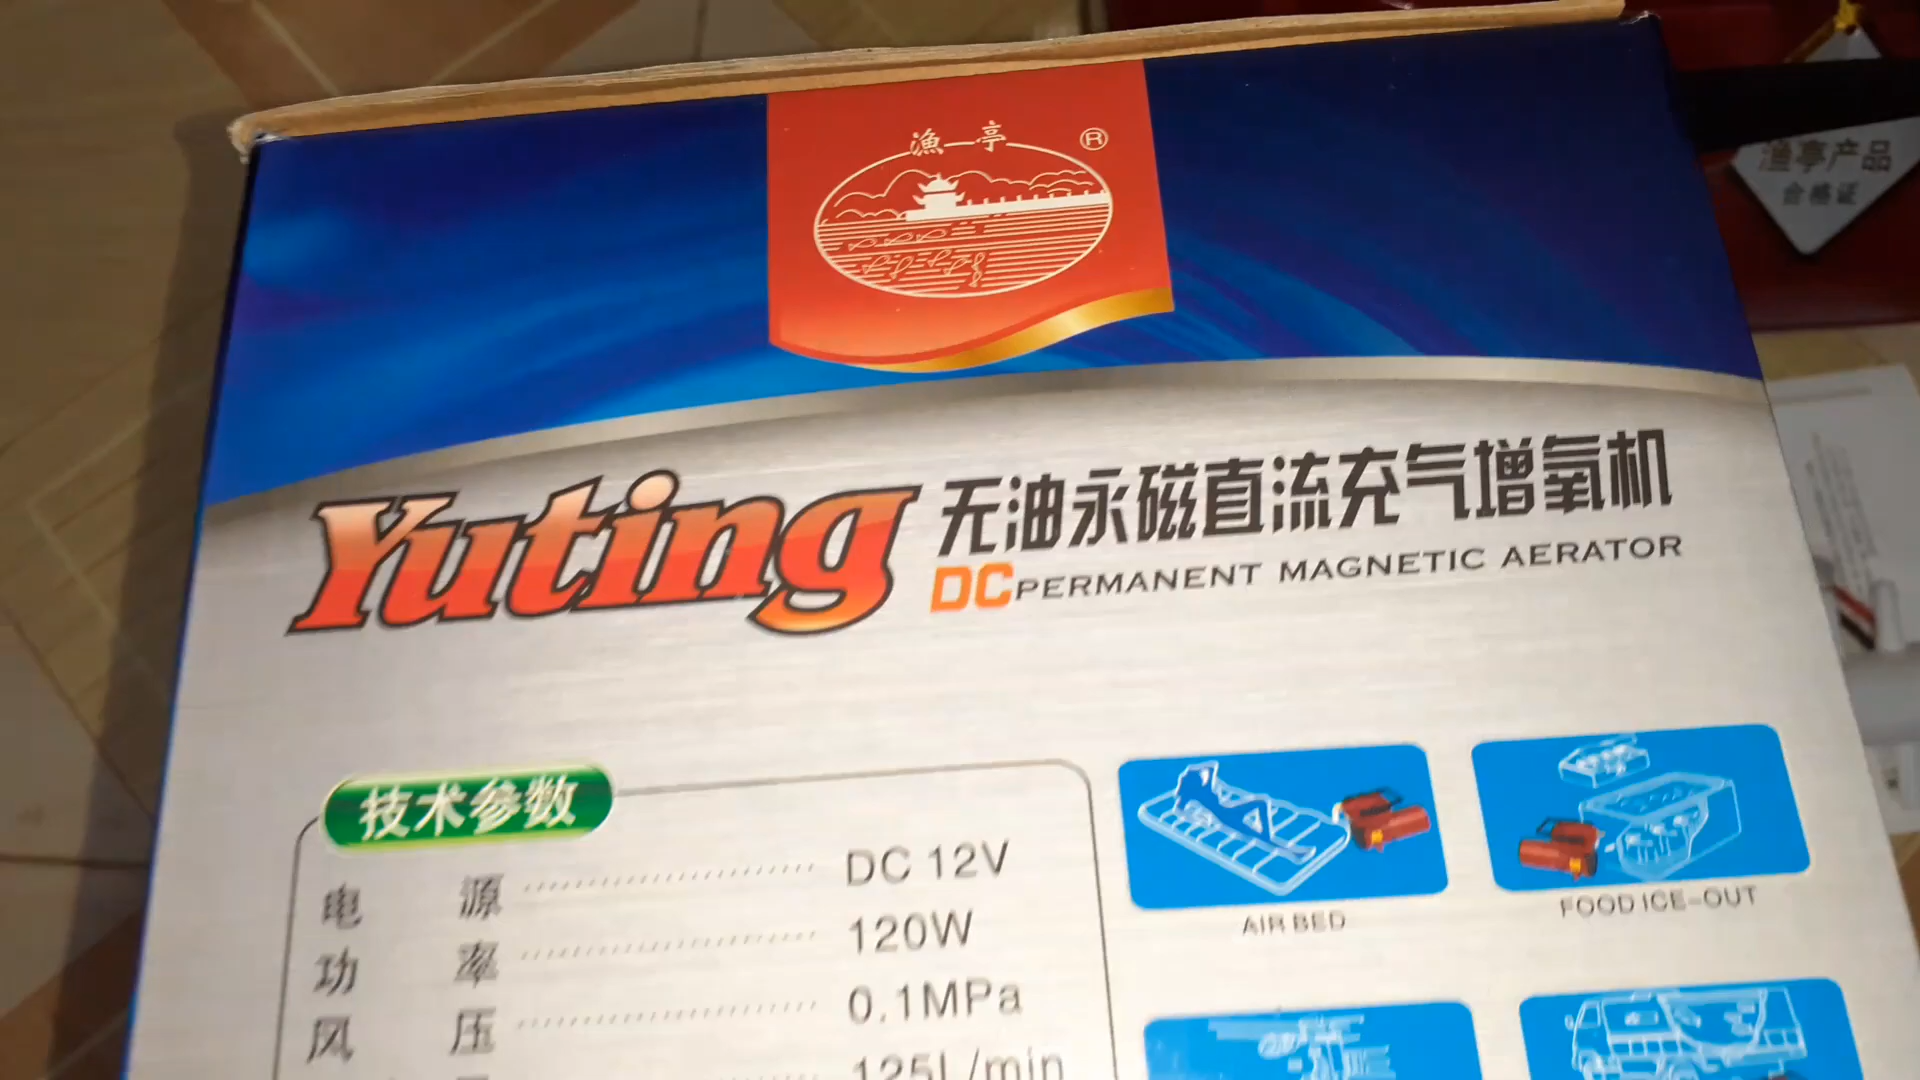 渔亭 ®
渔亭产品
合格证
Yuting 无油永磁直流充气增氧机
DC PERMANENT MAGNETIC AERATOR
技术参数
电源 DC 12V
功率 120W
风压 0.1MPa
125L/min
AIR BED
FOOD ICE-OUT